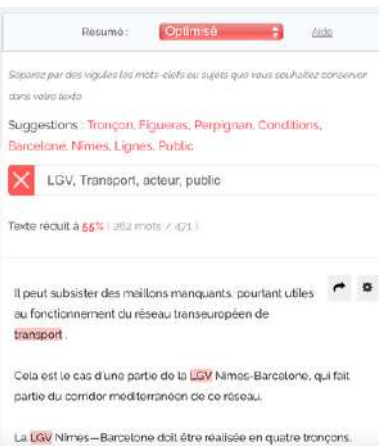 Résumé : Optimisé Aide
Séparez par des vigules les mots-clefs ou sujets que vous souhaitez conserver
dans votre texte
Suggestions : Tronçon, Figueras, Perpignan, Conditions,
Barcelone, Nîmes, Lignes, Public
LGV, Transport, acteur, public
Texte réduit à 55% ( 262 mots / 471 )
Il peut subsister des maillons manquants, pourtant utiles
au fonctionnement du réseau transeuropéen de
transport .
Cela est le cas d'une partie de la LGV Nîmes-Barcelone, qui fait
partie du corridor méditerranéen de ce réseau.
La LGV Nîmes—Barcelone doit être réalisée en quatre tronçons.